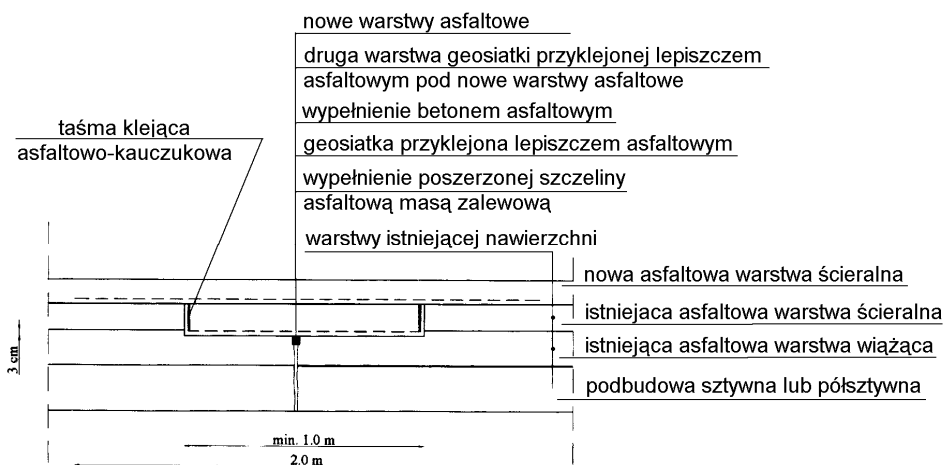 nowe warstwy asfaltowe
druga warstwa geosiatki przyklejonej lepiszczem
asfaltowym pod nowe warstwy asfaltowe
wypełnienie betonem asfaltowym
taśma klejąca
asfaltowo-kauczukowa
geosiatka przyklejona lepiszczem asfaltowym
wypełnienie poszerzonej szczeliny
asfaltową masą zalewową
warstwy istniejącej nawierzchni
nowa asfaltowa warstwa ścieralna
istniejaca asfaltowa warstwa ścieralna
istniejąca asfaltowa warstwa wiążąca
podbudowa sztywna lub półsztywna
3 cm
min. 1.0 m
2.0 m